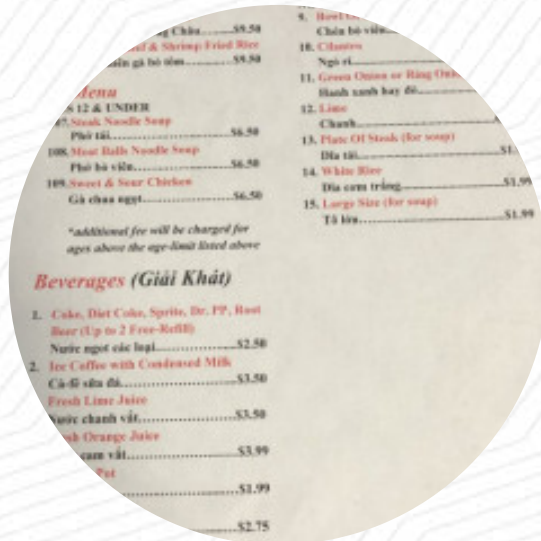 Châu..........$9.50
& Shrimp Fried Rice
gà bò tôm..........$9.50
Menu
12 & UNDER
Steak Noodle Soup
Phở tái..........$6.50
108. Meat Balls Noodle Soup
Phở bò viên..........$6.50
109. Sweet & Sour Chicken
Gà chua ngọt..........$6.50
*additional fee will be charged for
ages above the age-limit listed above
Beverages (Giải Khát)
1. Coke, Diet Coke, Sprite, Dr. PP, Root
Beer (Up to 2 Free-Refill)
Nước ngọt các loại..........$2.50
2. Ice Coffee with Condensed Milk
Cà fê sữa đá..........$3.50
Fresh Lime Juice
Nước chanh vắt..........$3.50
Orange Juice
cam vắt..........$3.99
Pot
..........$1.99
..........$2.75
9. Bowl
Chén bò viên
10. Cilantro
Ngò rí
11. Green Onion or Ring
Hành xanh hay đỏ
12. Lime
Chanh
13. Plate Of Steak (for soup)
Dĩa tái..........$1.
14. White Rice
Dĩa cơm trắng..........$1.99
15. Large Size (for soup)
Tô lớn..........$1.99